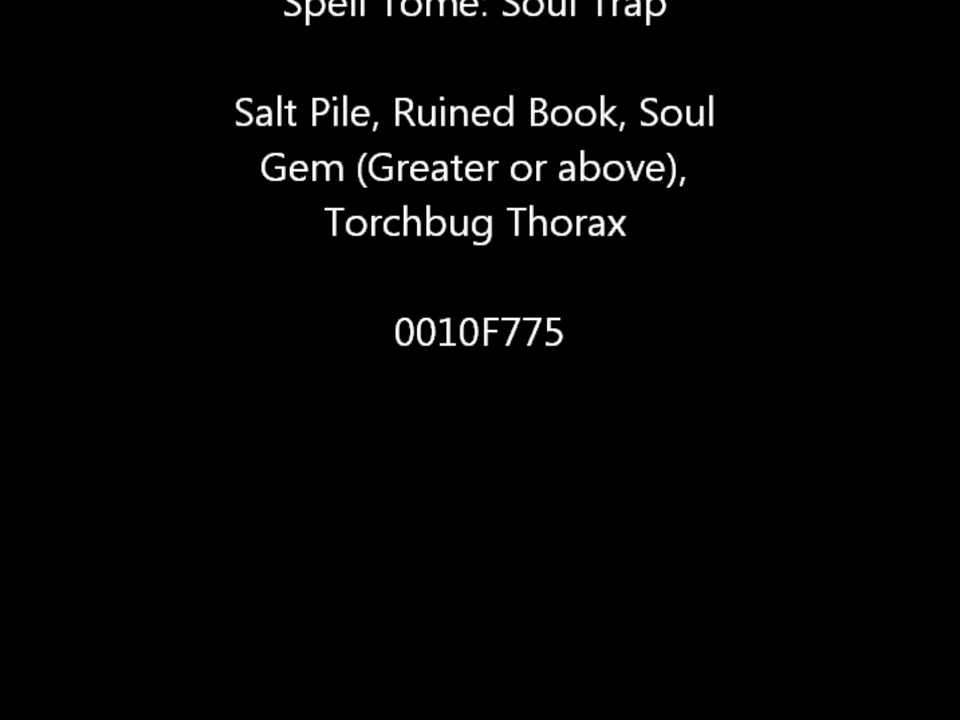 Spell Tome: Soul Trap
Salt Pile, Ruined Book, Soul
Gem (Greater or above),
Torchbug Thorax
0010F775